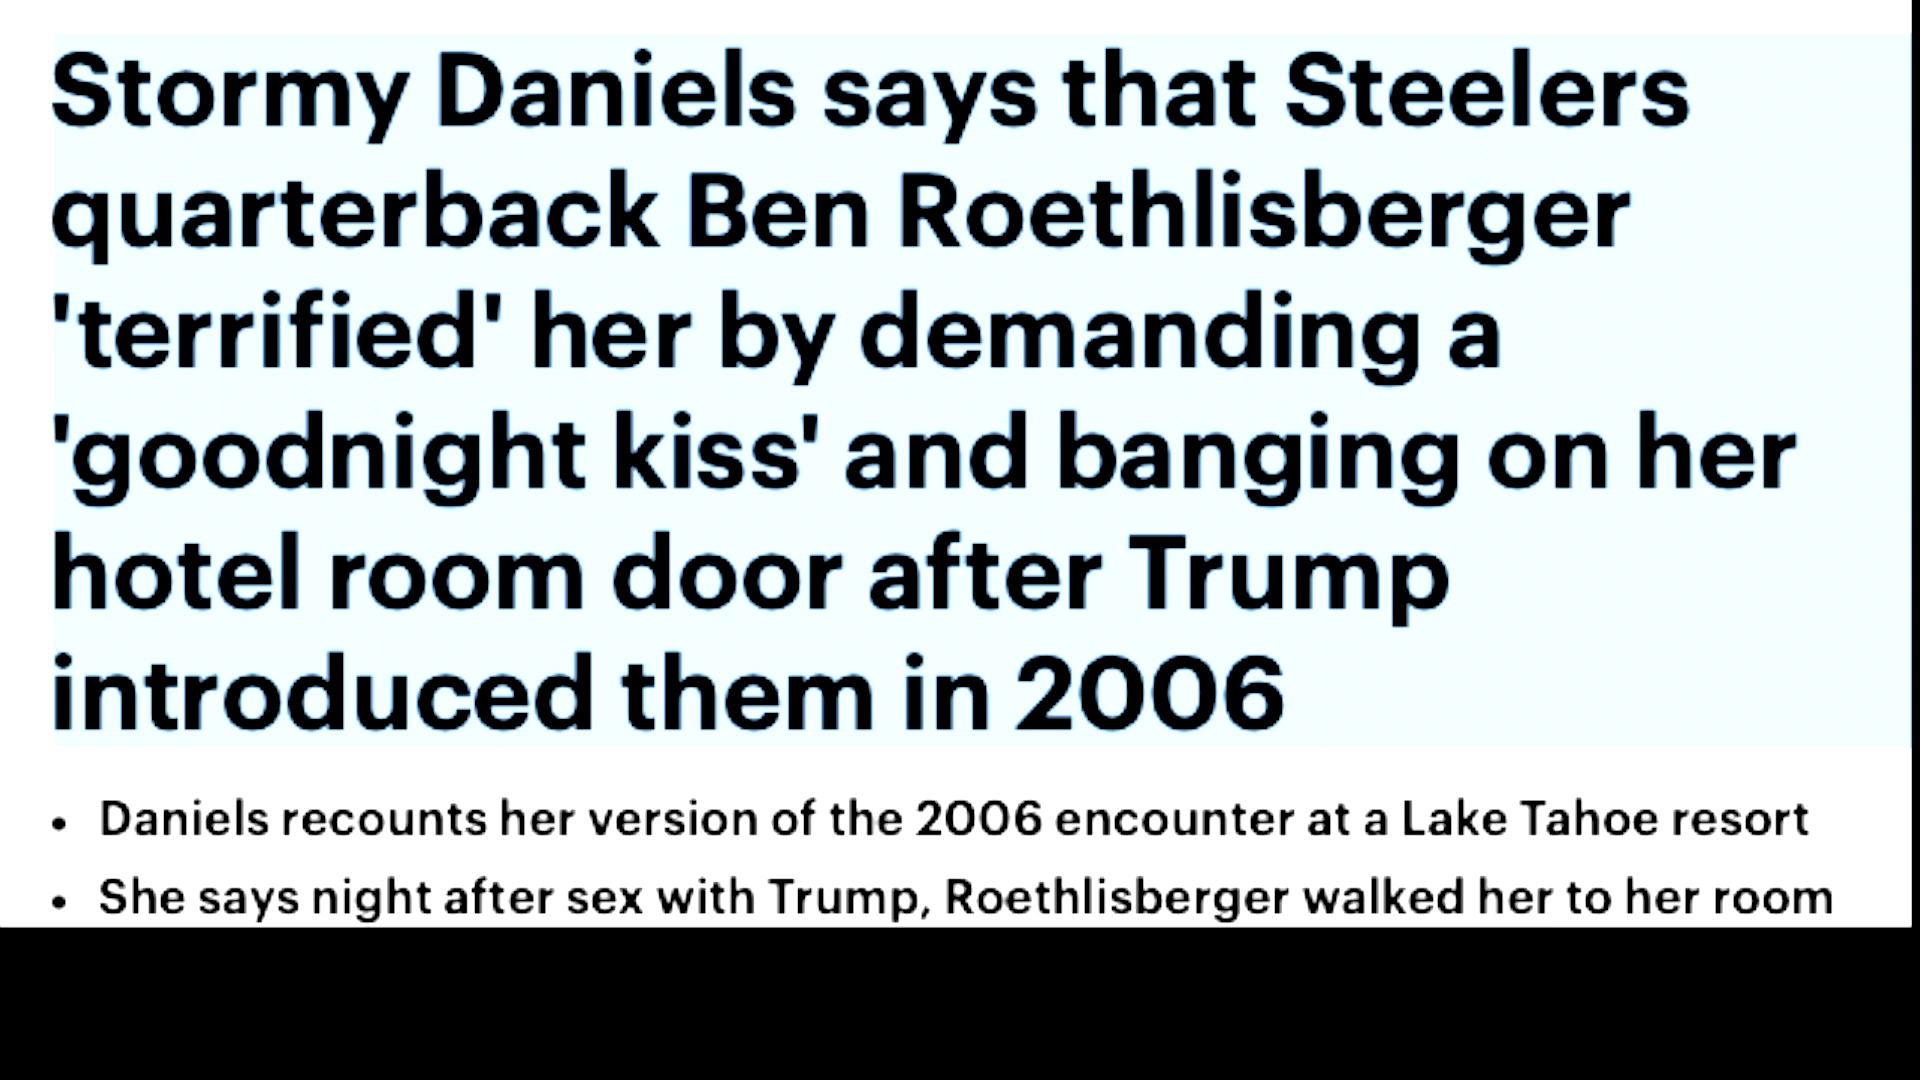 Stormy Daniels says that Steelers
quarterback Ben Roethlisberger
'terrified' her by demanding a
'goodnight kiss' and banging on her
hotel room door after Trump
introduced them in 2006
• Daniels recounts her version of the 2006 encounter at a Lake Tahoe resort
• She says night after sex with Trump, Roethlisberger walked her to her room